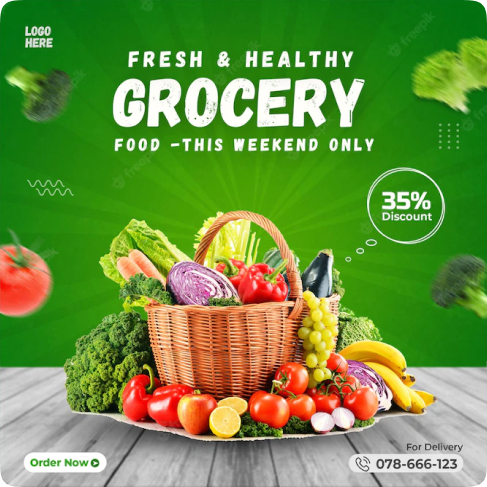 LOGO
HERE
FRESH & HEALTHY
GROCERY
FOOD -THIS WEEKEND ONLY
35%
Discount
Order Now
For Delivery
078-666-123